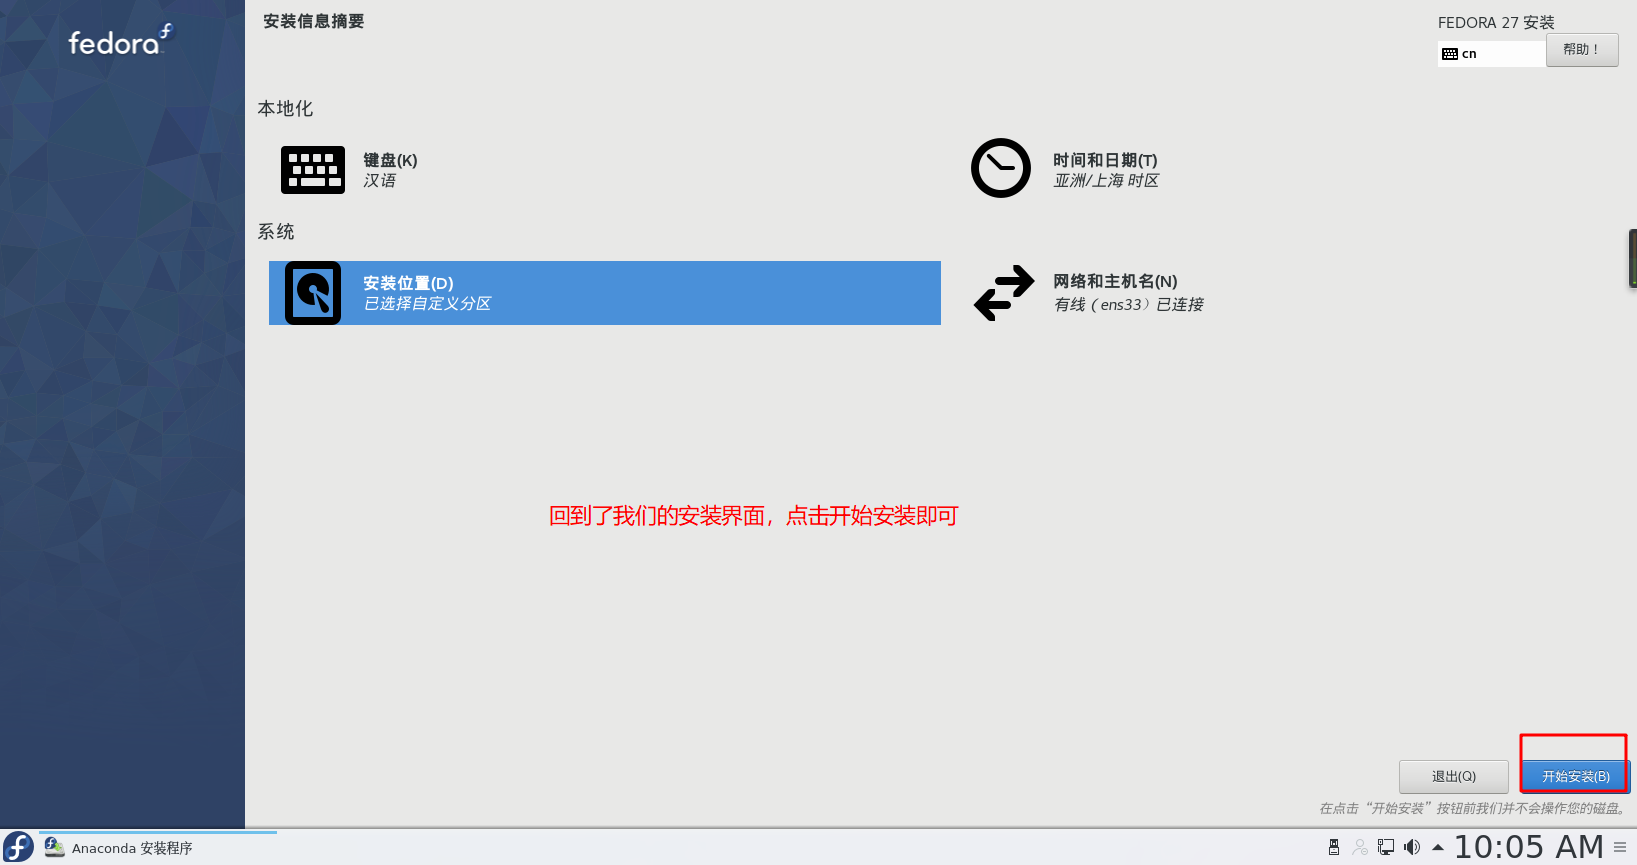 fedora
安装信息摘要
FEDORA 27 安装
cn
帮助！
本地化
键盘(K)
汉语
时间和日期(T)
亚洲/上海 时区
系统
安装位置(D)
已选择自定义分区
网络和主机名(N)
有线（ens33）已连接
回到了我们的安装界面，点击开始安装即可
退出(Q)
开始安装(B)
在点击“开始安装”按钮前我们并不会操作您的磁盘。
Anaconda 安装程序
10:05 AM